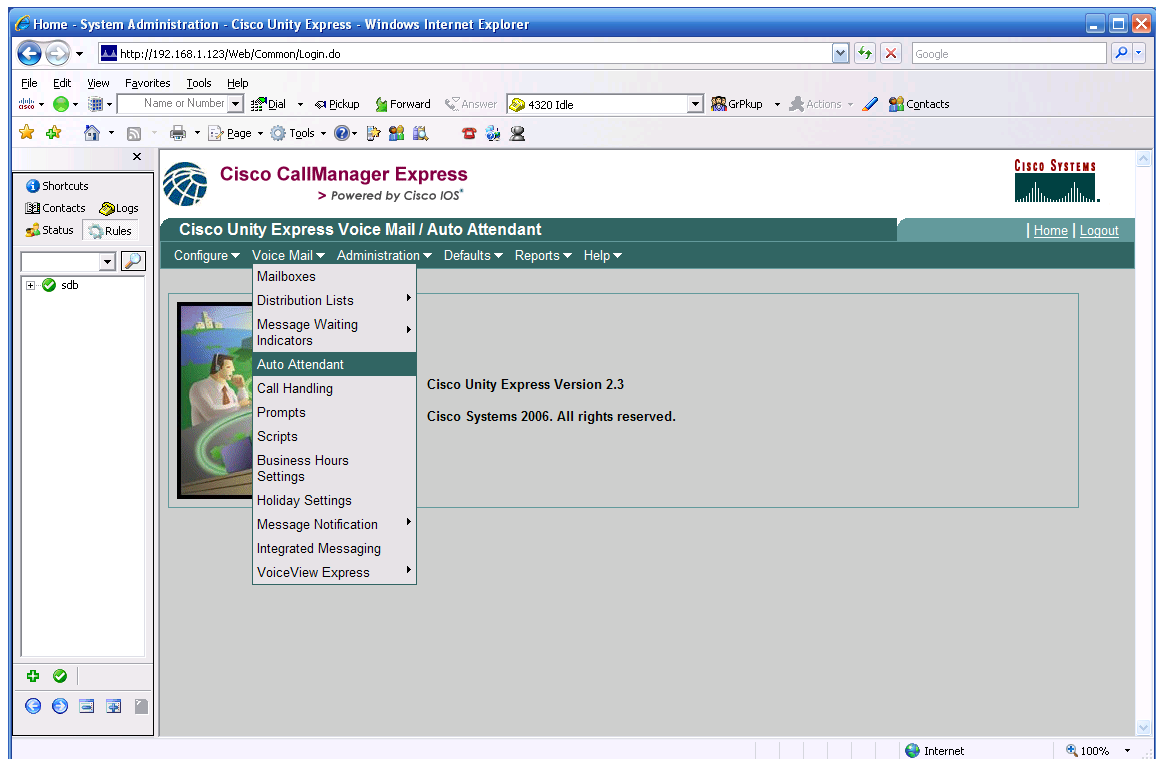 Home - System Administration - Cisco Unity Express - Windows Internet Explorer
http://192.168.1.123/Web/Common/Login.do
Google
File Edit View Favorites Tools Help
cisco Name or Number Dial Pickup Forward Answer 4320 Idle GrPkup Actions Contacts
Page Tools
Shortcuts
Contacts Logs
Status Rules
sdb
Cisco CallManager Express
> Powered by Cisco IOS®
CISCO SYSTEMS
Cisco Unity Express Voice Mail / Auto Attendant
| Home | Logout
Configure Voice Mail Administration Defaults Reports Help
Mailboxes
Distribution Lists
Message Waiting
Indicators
Auto Attendant
Call Handling
Prompts
Scripts
Business Hours
Settings
Holiday Settings
Message Notification
Integrated Messaging
VoiceView Express
Cisco Unity Express Version 2.3
Cisco Systems 2006. All rights reserved.
Internet 100%